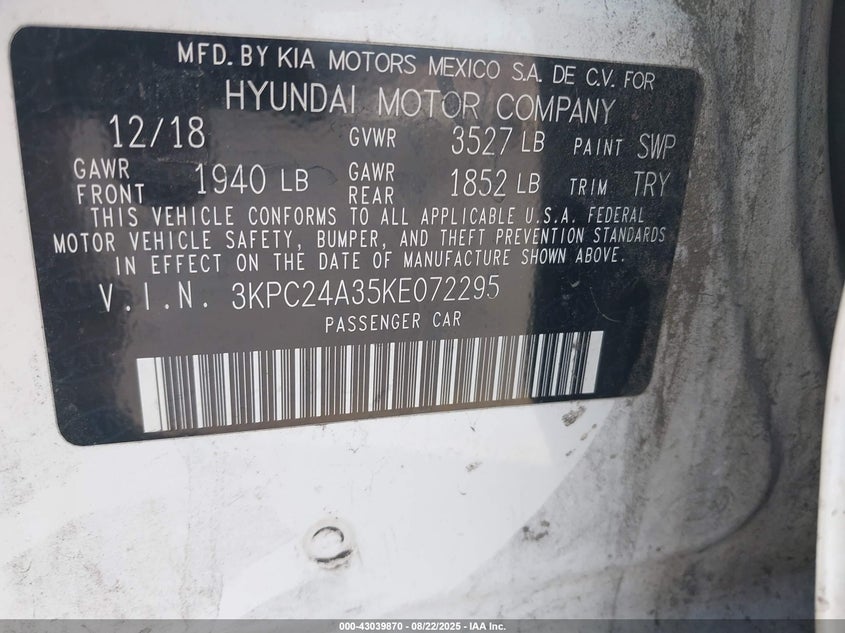 MFD. BY KIA MOTORS MEXICO S.A. DE C.V. FOR
HYUNDAI MOTOR COMPANY
12/18 GVWR 3527 LB PAINT SWP
GAWR FRONT 1940 LB GAWR REAR 1852 LB TRIM TRY
THIS VEHICLE CONFORMS TO ALL APPLICABLE U.S.A. FEDERAL
MOTOR VEHICLE SAFETY, BUMPER, AND THEFT PREVENTION STANDARDS
IN EFFECT ON THE DATE OF MANUFACTURE SHOWN ABOVE.
V.I.N. 3KPC24A35KE072295
PASSENGER CAR
000-43039870 - 08/22/2025 - IAA Inc.